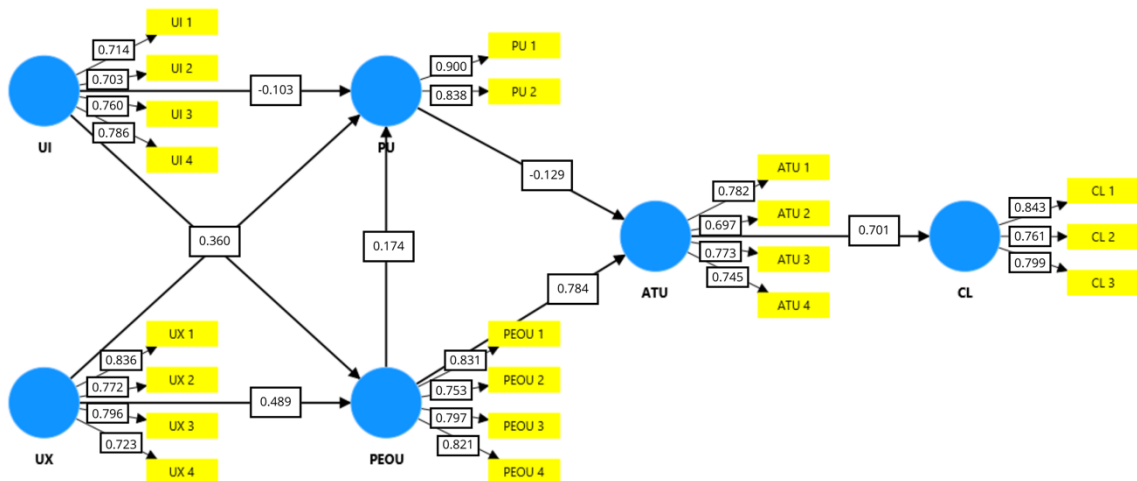 UI 1
0.714
UI 2
0.703
UI 3
0.760
UI 4
0.786
UI
-0.103
PU 1
0.900
PU 2
0.838
PU
-0.129
0.360
0.174
0.784
ATU 1
0.782
ATU 2
0.697
ATU 3
0.773
ATU 4
0.745
ATU
0.701
CL 1
0.843
CL 2
0.761
CL 3
0.799
CL
UX 1
0.836
UX 2
0.772
UX 3
0.796
UX 4
0.723
UX
0.489
PEOU 1
0.831
PEOU 2
0.753
PEOU 3
0.797
PEOU 4
0.821
PEOU